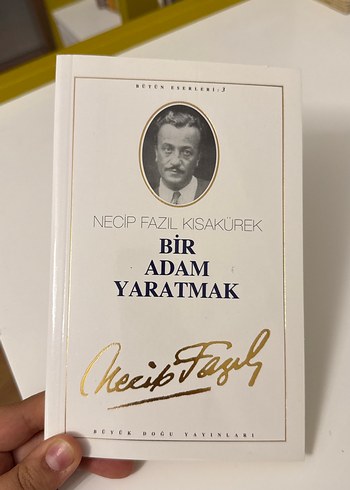 BÜTÜN ESERLERİ:3
NECİP FAZIL KISAKÜREK
BİR
ADAM
YARATMAK
Necip Fazıl
BÜYÜK DOĞU YAYINLARI